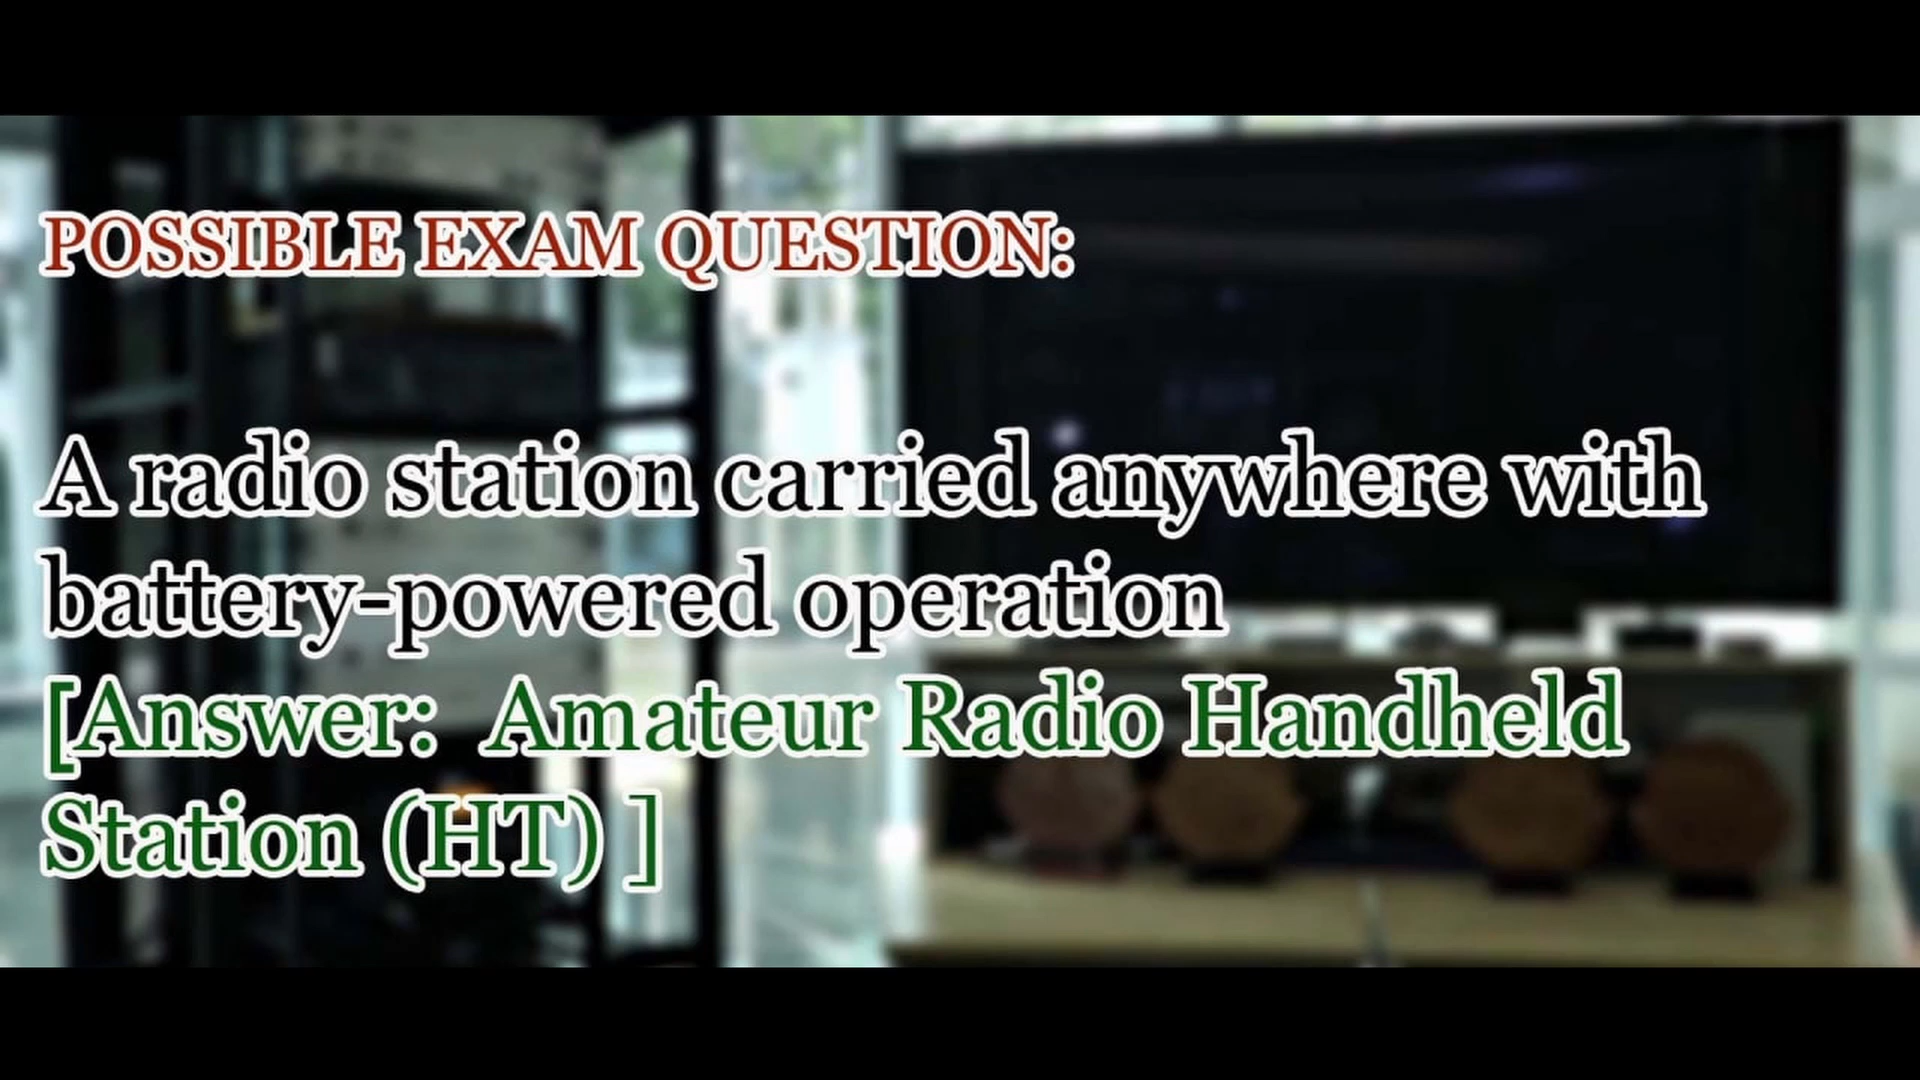 POSSIBLE EXAM QUESTION:
A radio station carried anywhere with
battery-powered operation
[Answer:  Amateur Radio Handheld
Station (HT) ]